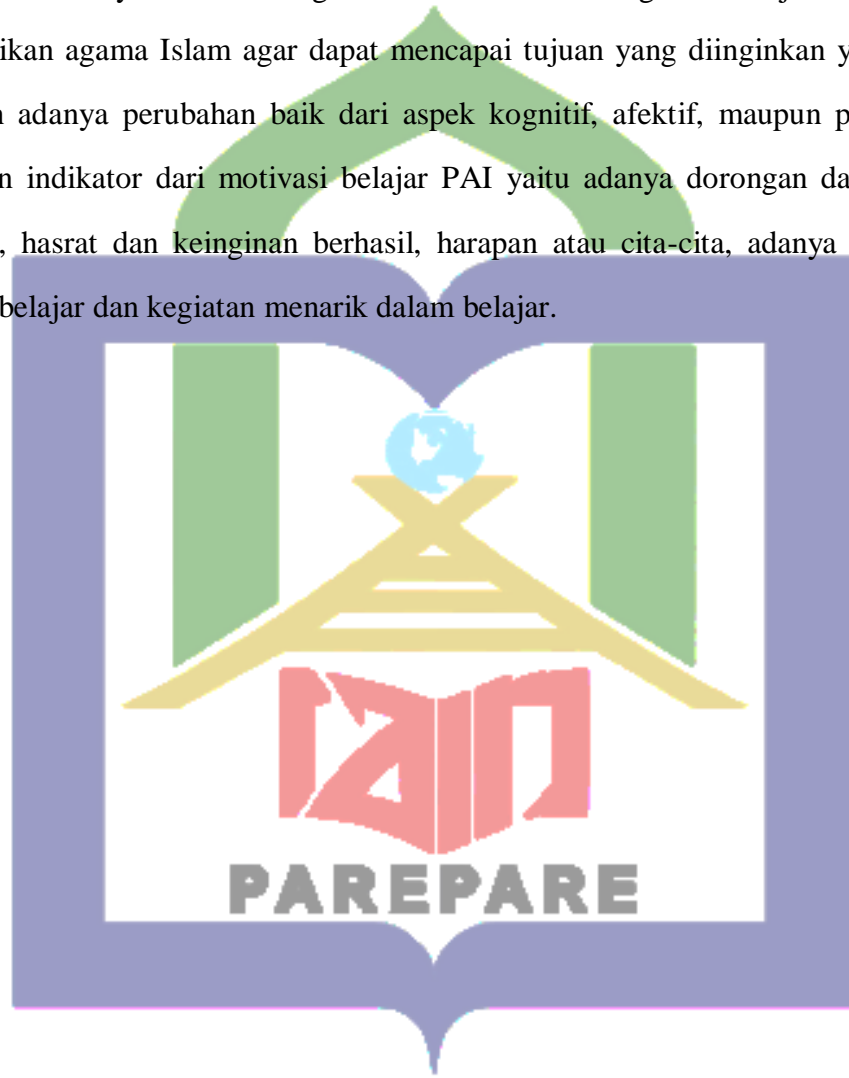 agama Islam agar dapat mencapai tujuan yang diinginkan
adanya perubahan baik dari aspek kognitif, afektif, maupun
indikator dari motivasi belajar PAI yaitu adanya dorongan
, hasrat dan keinginan berhasil, harapan atau cita-cita, adanya
belajar dan kegiatan menarik dalam belajar.
iain
PAREPARE